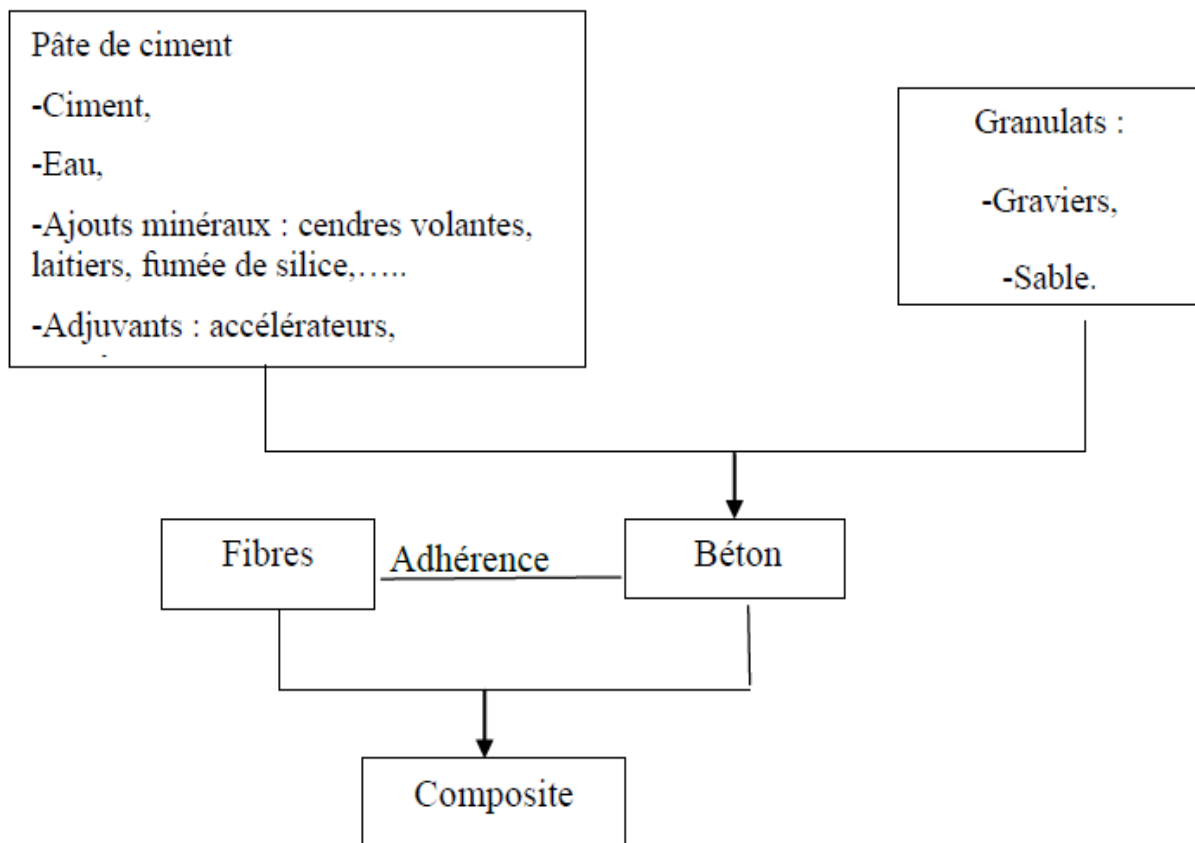 Pâte de ciment
-Ciment,
-Eau,
-Ajouts minéraux : cendres volantes,
laitiers, fumée de silice,…..
-Adjuvants : accélérateurs,
Granulats :
-Graviers,
-Sable.
Fibres
Adhérence
Béton
Composite